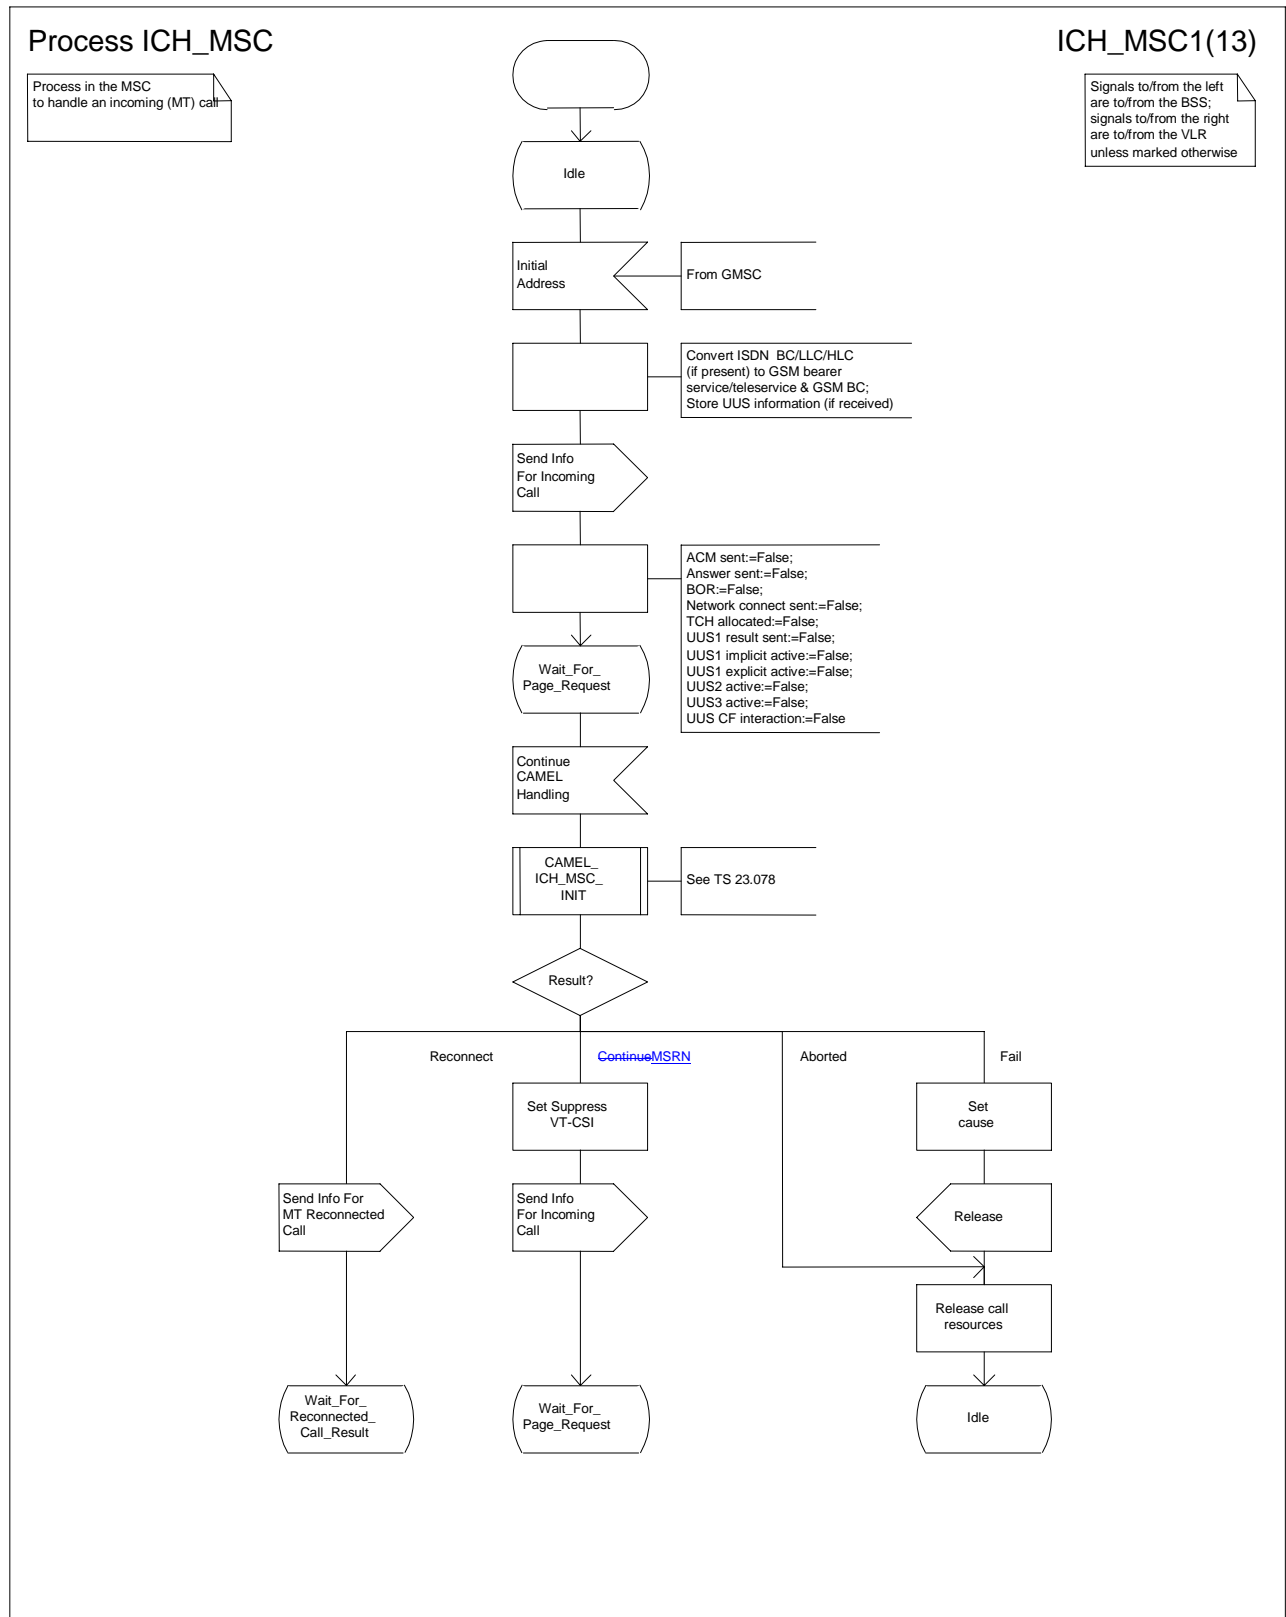 Process ICH_MSC
ICH_MSC1(13)
Process in the MSC
to handle an incoming (MT) call
Signals to/from the left
are to/from the BSS;
signals to/from the right
are to/from the VLR
unless marked otherwise
Idle
Initial
Address
From GMSC
Convert ISDN BC/LLC/HLC
(if present) to GSM bearer
service/teleservice & GSM BC;
Store UUS information (if received)
Send Info
For Incoming
Call
ACM sent:=False;
Answer sent:=False;
BOR:=False;
Network connect sent:=False;
TCH allocated:=False;
UUS1 result sent:=False;
UUS1 implicit active:=False;
UUS1 explicit active:=False;
UUS2 active:=False;
UUS3 active:=False;
UUS CF interaction:=False
Wait_For_
Page_Request
Continue
CAMEL
Handling
CAMEL_
ICH_MSC_
INIT
See TS 23.078
Result?
Reconnect
ContinueMSRN
Aborted
Fail
Set Suppress
VT-CSI
Set
cause
Send Info For
MT Reconnected
Call
Send Info
For Incoming
Call
Release
Release call
resources
Wait_For_
Reconnected_
Call_Result
Wait_For_
Page_Request
Idle